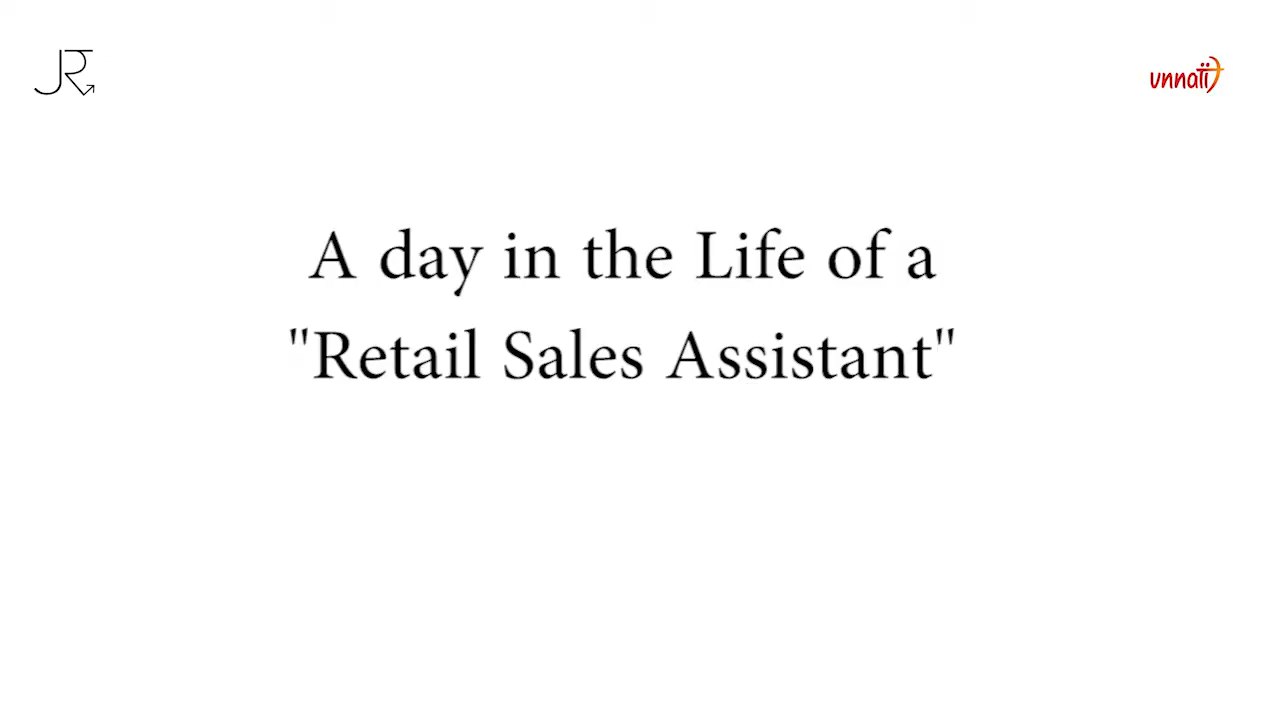 JR
unnati
A day in the Life of a
"Retail Sales Assistant"